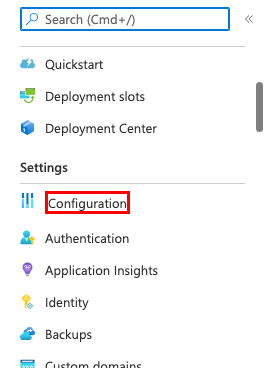 Search (Cmd+/)
Quickstart
Deployment slots
Deployment Center
Settings
Configuration
Authentication
Application Insights
Identity
Backups
Custom domains